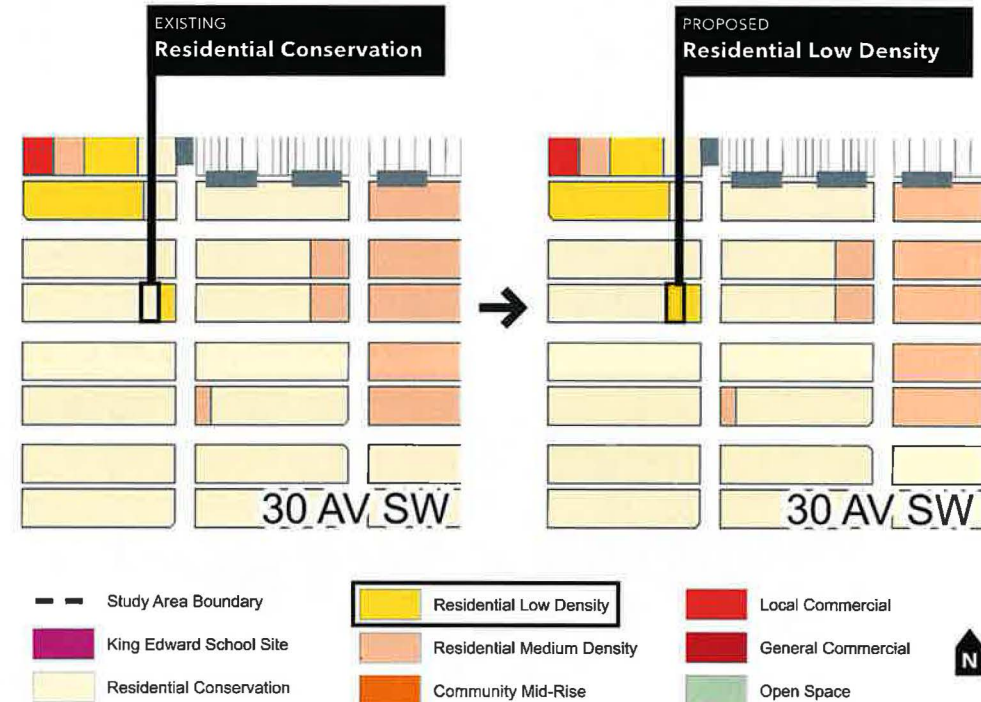 EXISTING
Residential Conservation
PROPOSED
Residential Low Density
30 AV SW
30 AV SW
Study Area Boundary
King Edward School Site
Residential Conservation
Residential Low Density
Residential Medium Density
Community Mid-Rise
Local Commercial
General Commercial
Open Space
N